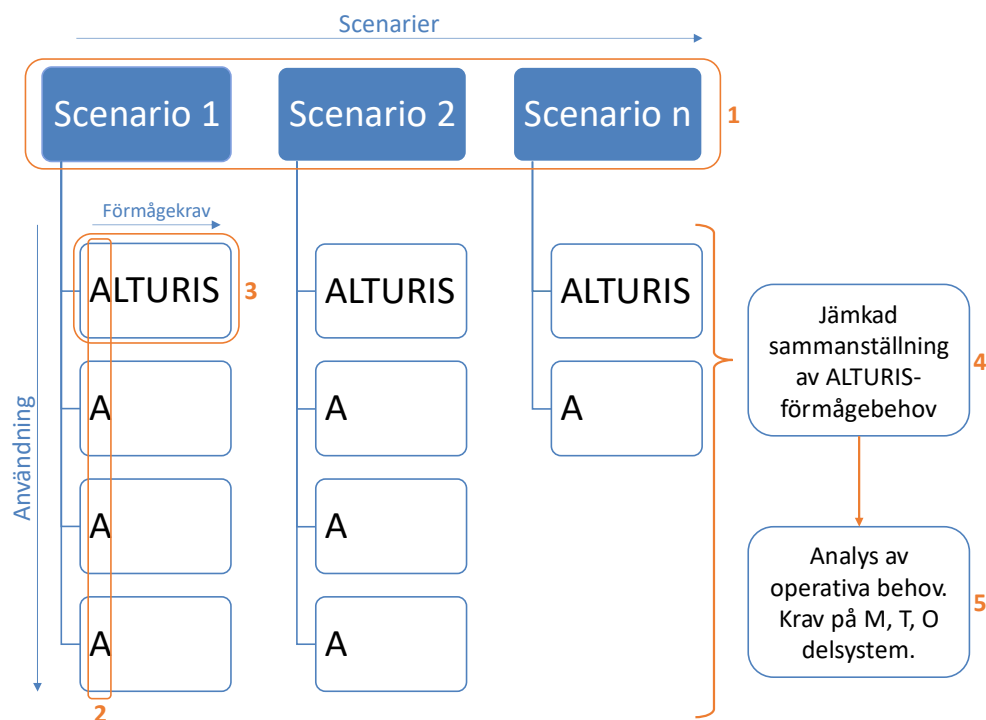 Scenarier
Scenario 1
Scenario 2
Scenario n
1
Förmågekrav
Användning
ALTURIS
3
ALTURIS
ALTURIS
A
A
A
A
A
A
A
2
Jämkad
sammanställning
av ALTURIS-
förmågebehov
4
Analys av
operativa behov.
Krav på M, T, O
delsystem.
5